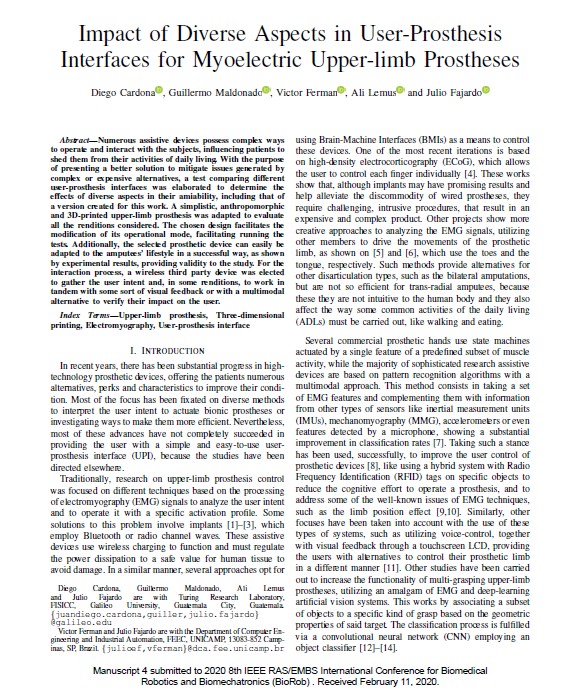 Impact of Diverse Aspects in User-Prosthesis
Interfaces for Myoelectric Upper-limb Prostheses
Diego Cardona, Guillermo Maldonado, Victor Ferman, Ali Lemus and Julio Fajardo
Abstract—Numerous assistive devices possess complex ways
to operate and interact with the subjects, influencing patients to
shed them from their activities of daily living. With the purpose
of presenting a better solution to mitigate issues generated by
complex or expensive alternatives, a test comparing different
user-prosthesis interfaces was elaborated to determine the
effects of diverse aspects in their amiability, including that of
a version created for this work. A simplistic, anthropomorphic
and 3D-printed upper-limb prosthesis was adapted to evaluate
all the renditions considered. The chosen design facilitates the
modification of its operational mode, facilitating running the
tests. Additionally, the selected prosthetic device can easily be
adapted to the amputees' lifestyle in a successful way, as shown
by experimental results, providing validity to the study. For the
interaction process, a wireless third party device was elected
to gather the user intent and, in some renditions, to work in
tandem with some sort of visual feedback or with a multimodal
alternative to verify their impact on the user.
Index Terms—Upper-limb prosthesis, Three-dimensional
printing, Electromyography, User-prosthesis interface
I. INTRODUCTION
In recent years, there has been substantial progress in high-
technology prosthetic devices, offering the patients numerous
alternatives, perks and characteristics to improve their condi-
tion. Most of the focus has been fixated on diverse methods
to interpret the user intent to actuate bionic prostheses or
investigating ways to make them more efficient. Nevertheless,
most of these advances have not completely succeeded in
providing the user with a simple and easy-to-use user-
prosthesis interface (UPI), because the studies have been
directed elsewhere.
Traditionally, research on upper-limb prosthesis control
was focused on different techniques based on the processing
of electromyography (EMG) signals to analyze the user intent
and to operate it with a specific activation profile. Some
solutions to this problem involve implants [1]–[3], which
employ Bluetooth or radio channel waves. These assistive
devices use wireless charging to function and must regulate
the power dissipation to a safe value for human tissue to
avoid damage. In a similar manner, several approaches opt for
Diego Cardona, Guillermo Maldonado, Ali Lemus
and Julio Fajardo are with Turing Research Laboratory,
FISICC, Galileo University, Guatemala City, Guatemala.
{juandiego.cardona,guiller,julio.fajardo}
@galileo.edu
Victor Ferman and Julio Fajardo are with the Department of Computer En-
gineering and Industrial Automation, FEEC, UNICAMP, 13083-852 Camp-
inas, SP, Brazil. {julioef,vferman}@dca.fee.unicamp.br
using Brain-Machine Interfaces (BMIs) as a means to control
these devices. One of the most recent iterations is based
on high-density electrocorticography (ECoG), which allows
the user to control each finger individually [4]. These works
show that, although implants may have promising results and
help alleviate the discommodity of wired prostheses, they
require, challenging, intrusive procedures, that result in an
expensive and complex product. Other projects show more
creative approaches to analyzing the EMG signals, utilizing
other members to drive the movements of the prosthetic
limb, as shown on [5] and [6], which use the toes and the
tongue, respectively. Such methods provide alternatives for
other disarticulation types, such as the bilateral amputations,
but are not so efficient for trans-radial amputees, because
these they are not intuitive to the human body and they also
affect the way some common activities of the daily living
(ADLs) must be carried out, like walking and eating.
Several commercial prosthetic hands use state machines
actuated by a single feature of a predefined subset of muscle
activity, while the majority of sophisticated research assistive
devices are based on pattern recognition algorithms with a
multimodal approach. This method consists in taking a set
of EMG features and complementing them with information
from other types of sensors like inertial measurement units
(IMUs), mechanomyography (MMG), accelerometers or even
features detected by a microphone, showing a substantial
improvement in classification rates [7]. Taking such a stance
has been used, successfully, to improve the user control of
prosthetic devices [8], like using a hybrid system with Radio
Frequency Identification (RFID) tags on specific objects to
reduce the cognitive effort to operate a prosthesis, and to
address some of the well-known issues of EMG techniques,
such as the limb position effect [9,10]. Similarly, other
focuses have been taken into account with the use of these
types of systems, such as utilizing voice-control, together
with visual feedback through a touchscreen LCD, providing
the users with alternatives to control their prosthetic limb
in a different manner [11]. Other studies have been carried
out to increase the functionality of multi-grasping upper-limb
prostheses, utilizing an amalgam of EMG and deep-learning
artificial vision systems. This works by associating a subset
of objects to a specific kind of grasp based on the geometric
properties of said target. The classification process is fulfilled
via a convolutional neural network (CNN) employing an
object classifier [12]–[14].
Manuscript 4 submitted to 2020 8th IEEE RAS/EMBS International Conference for Biomedical
Robotics and Biomechatronics (BioRob) . Received February 11, 2020.